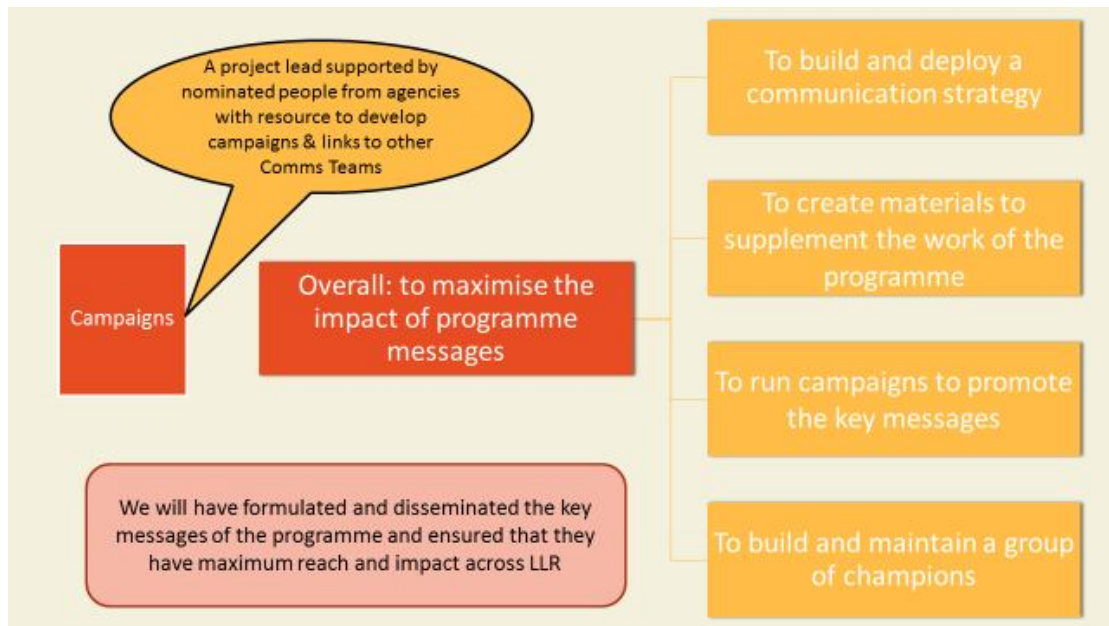 A project lead supported by
nominated people from agencies
with resource to develop
campaigns & links to other
Comms Teams
Campaigns
Overall: to maximise the
impact of programme
messages
To build and deploy a
communication strategy
To create materials to
supplement the work of the
programme
To run campaigns to promote
the key messages
To build and maintain a group
of champions
We will have formulated and disseminated the key
messages of the programme and ensured that they
have maximum reach and impact across LLR